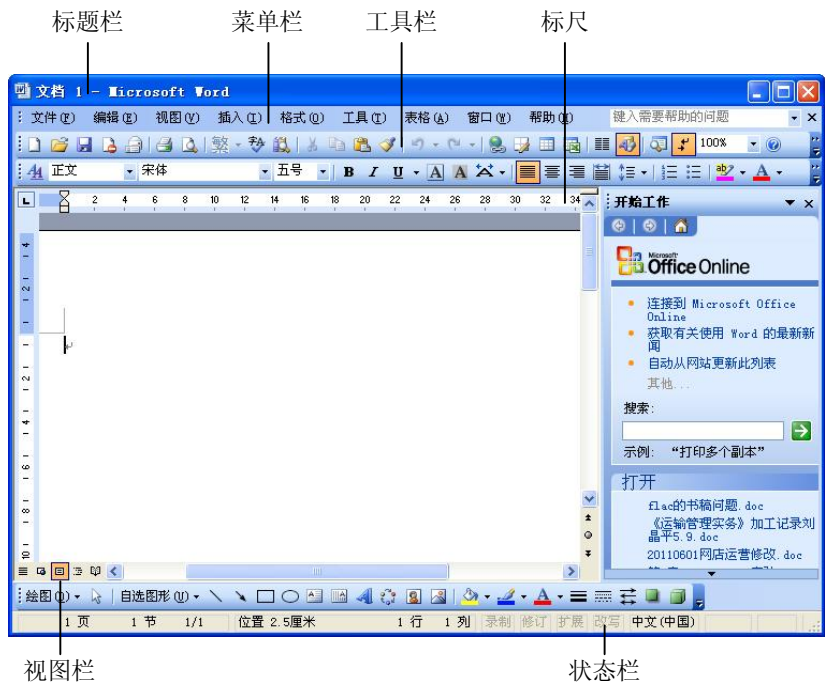 标题栏 菜单栏 工具栏 标尺
文档 1 - Microsoft Word
文件(F) 编辑(E) 视图(V) 插入(I) 格式(O) 工具(T) 表格(A) 窗口(W) 帮助(H) 键入需要帮助的问题
100%
正文 宋体 五号 B I U A A A
L 2 4 6 8 10 12 14 16 18 20 22 24 26 28 30 32 34 开始工作
4
2
2
4
6
8
10
Microsoft
Office Online
连接到 Microsoft Office
Online
获取有关使用 Word 的最新新
闻
自动从网站更新此列表
其他...
搜索:
示例: “打印多个副本”
打开
flac的书稿问题.doc
《运输管理实务》加工记录刘
晶平5.9.doc
20110601网店运营修改.doc
绘图(D) 自选图形(U) A
1 页 1 节 1/1 位置 2.5厘米 1 行 1 列 录制 修订 扩展 改写 中文(中国)
视图栏 状态栏